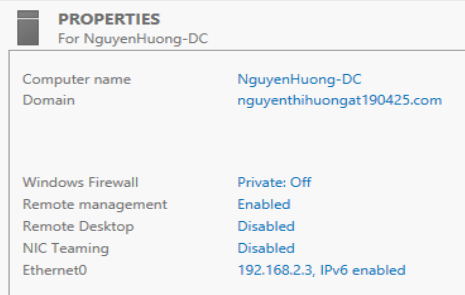 PROPERTIES
For NguyenHuong-DC
Computer name NguyenHuong-DC
Domain nguyenthihuongat190425.com
Windows Firewall Private: Off
Remote management Enabled
Remote Desktop Disabled
NIC Teaming Disabled
Ethernet0 192.168.2.3, IPv6 enabled